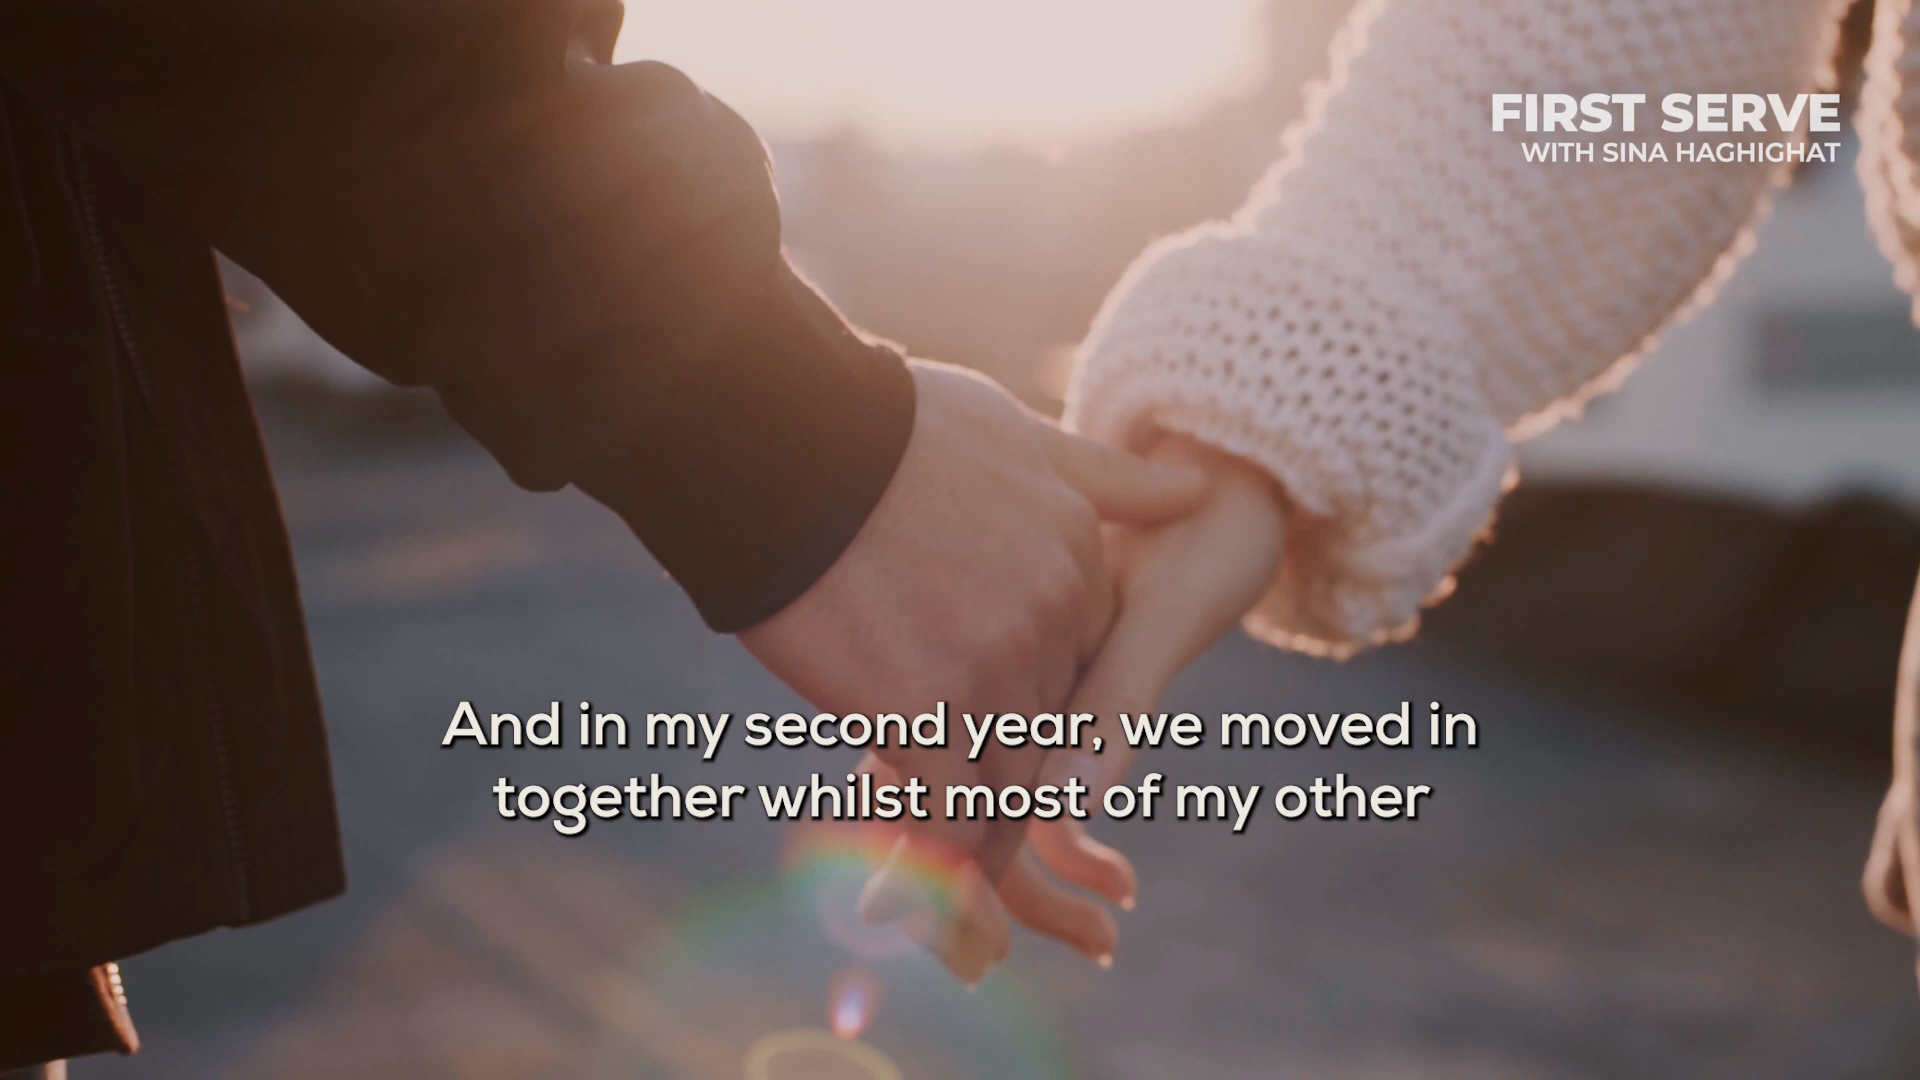 FIRST SERVE
WITH SINA HAGHIGHAT
And in my second year, we moved in
together whilst most of my other